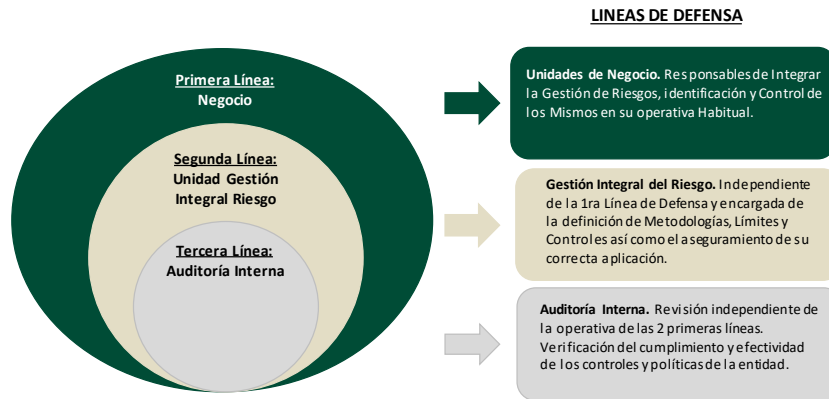 LINEAS DE DEFENSA
Primera Línea:
Negocio
Unidades de Negocio. Responsables de Integrar
la Gestión de Riesgos, identificación y Control de
los Mismos en su operativa Habitual.
Segunda Línea:
Unidad Gestión
Integral Riesgo
Gestión Integral del Riesgo. Independiente
de la 1ra Línea de Defensa y encargada de
la definición de Metodologías, Límites y
Controles así como el aseguramiento de su
correcta aplicación.
Tercera Línea:
Auditoría Interna
Auditoría Interna. Revisión independiente de
la operativa de las 2 primeras líneas.
Verificación del cumplimiento y efectividad
de los controles y políticas de la entidad.